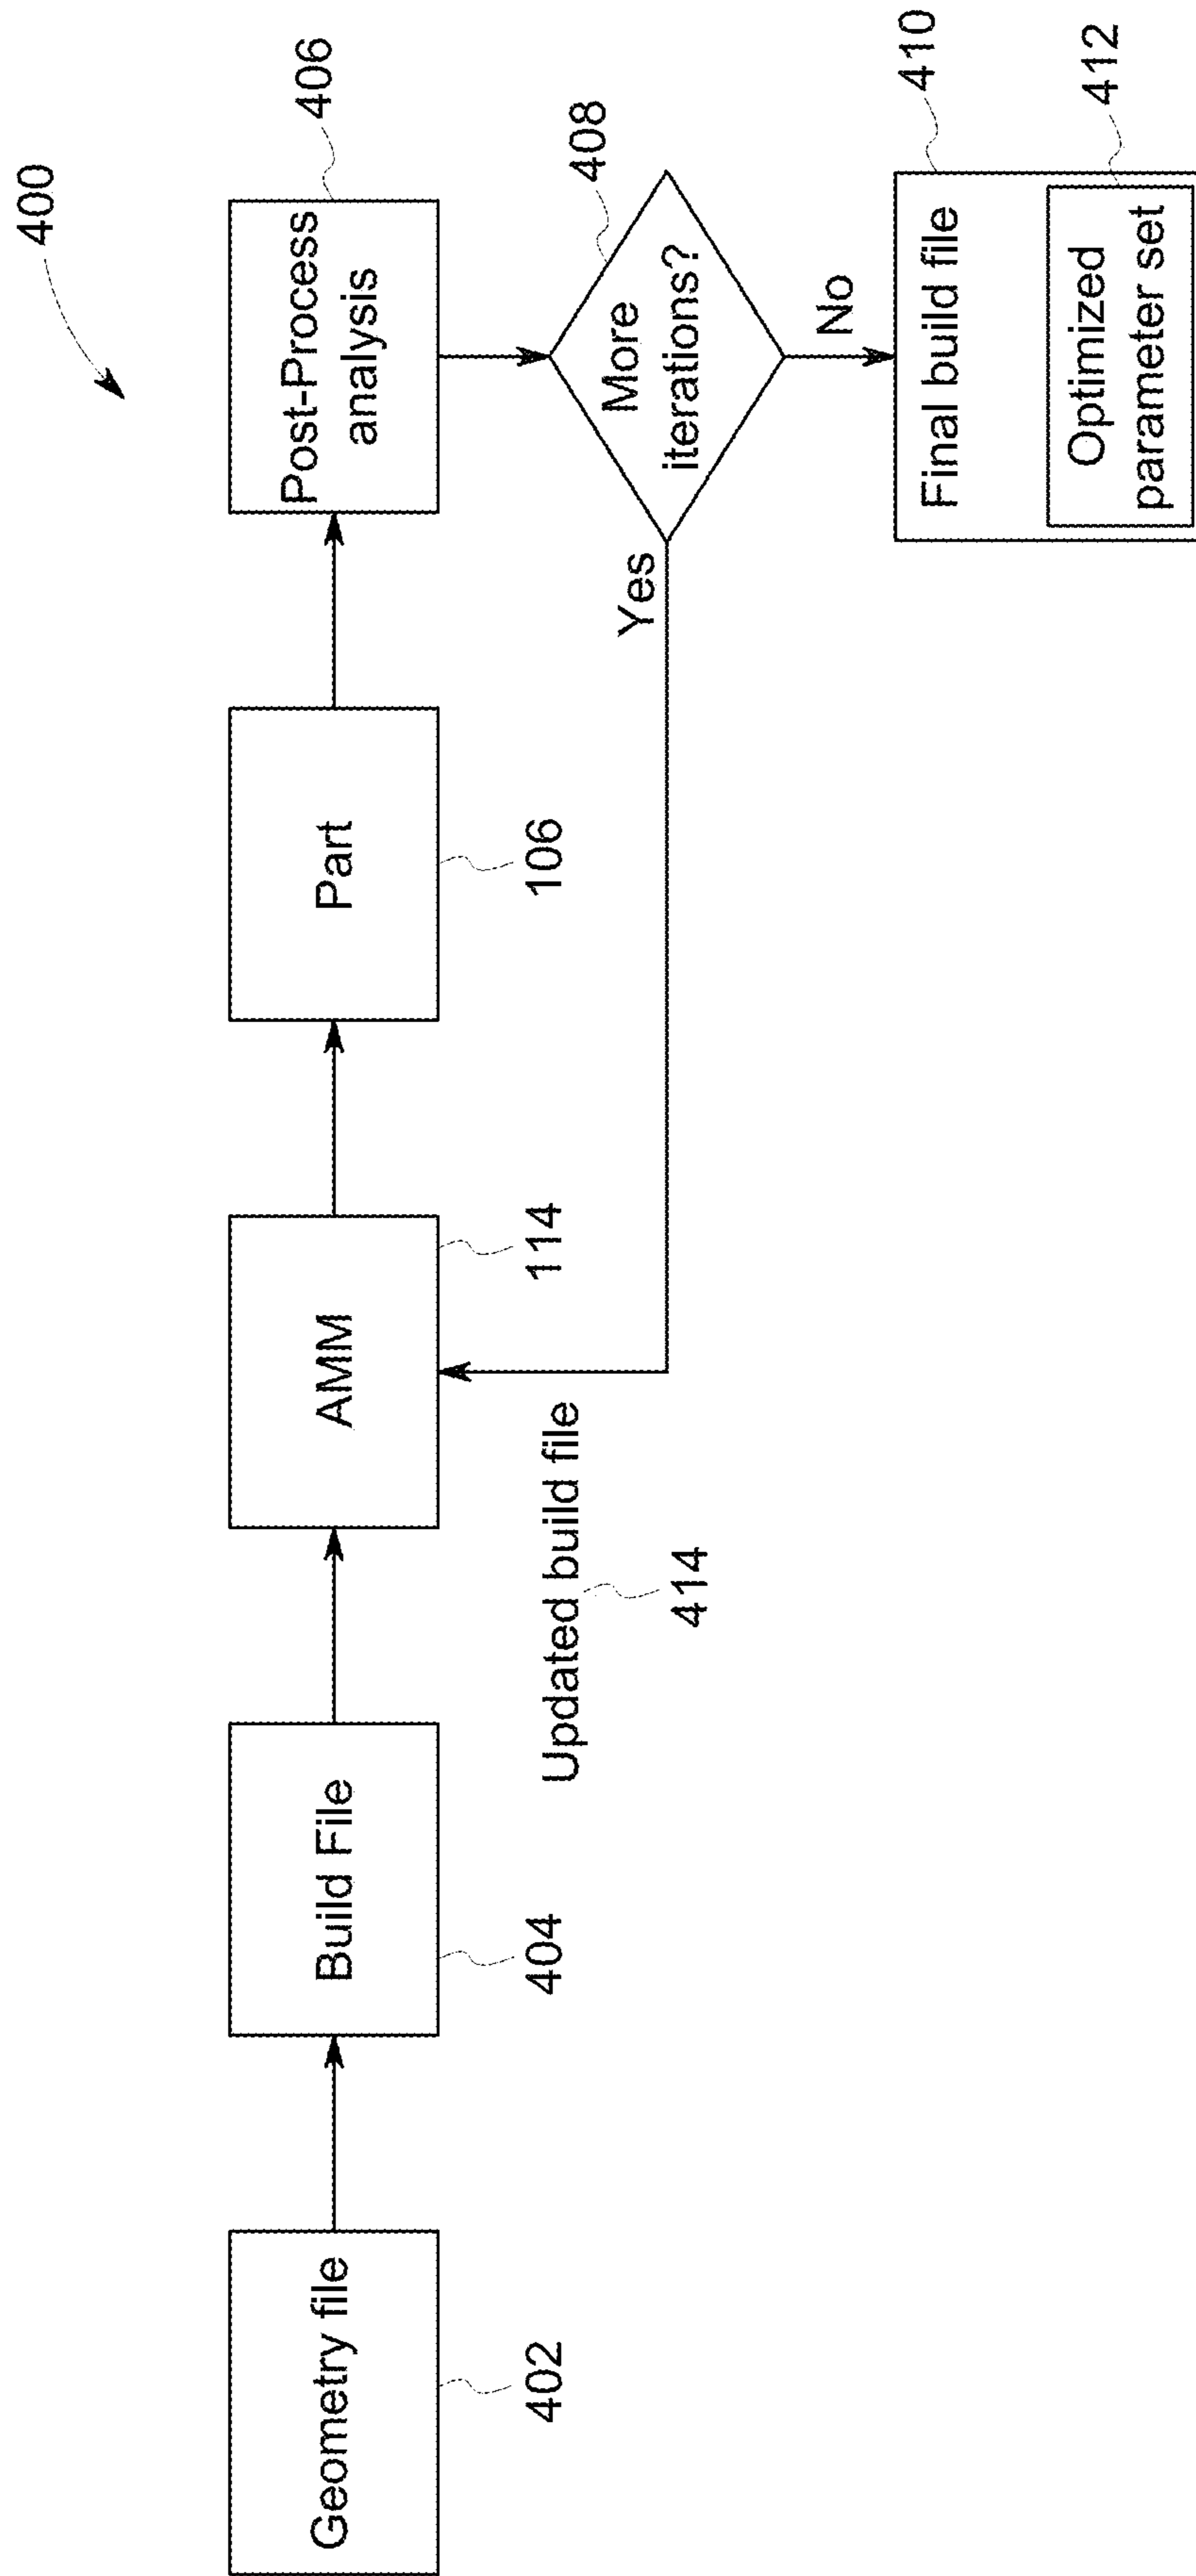 400
Geometry file
402
Build File
404
AMM
114
Part
106
Post-Process
analysis
406
Updated build file
414
Yes
More
iterations?
408
No
Final build file
410
Optimized
parameter set
412